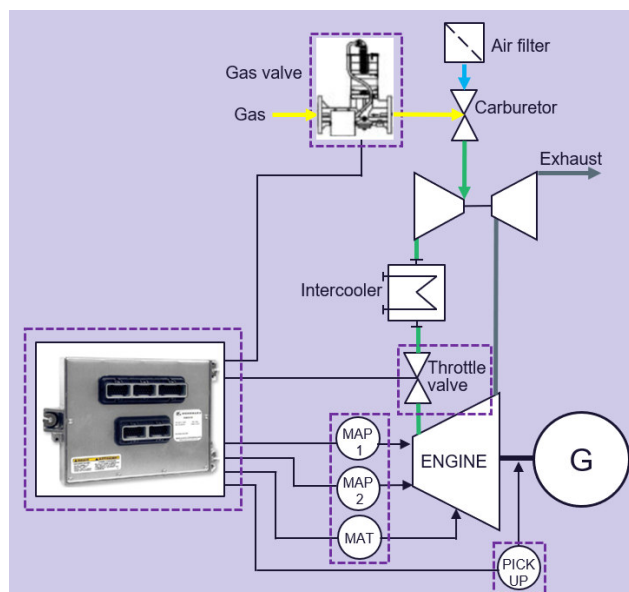 Air filter
Gas valve
Gas
Carburetor
Exhaust
Intercooler
Throttle
valve
MAP
1
ENGINE
G
MAP
2
MAT
PICK
UP